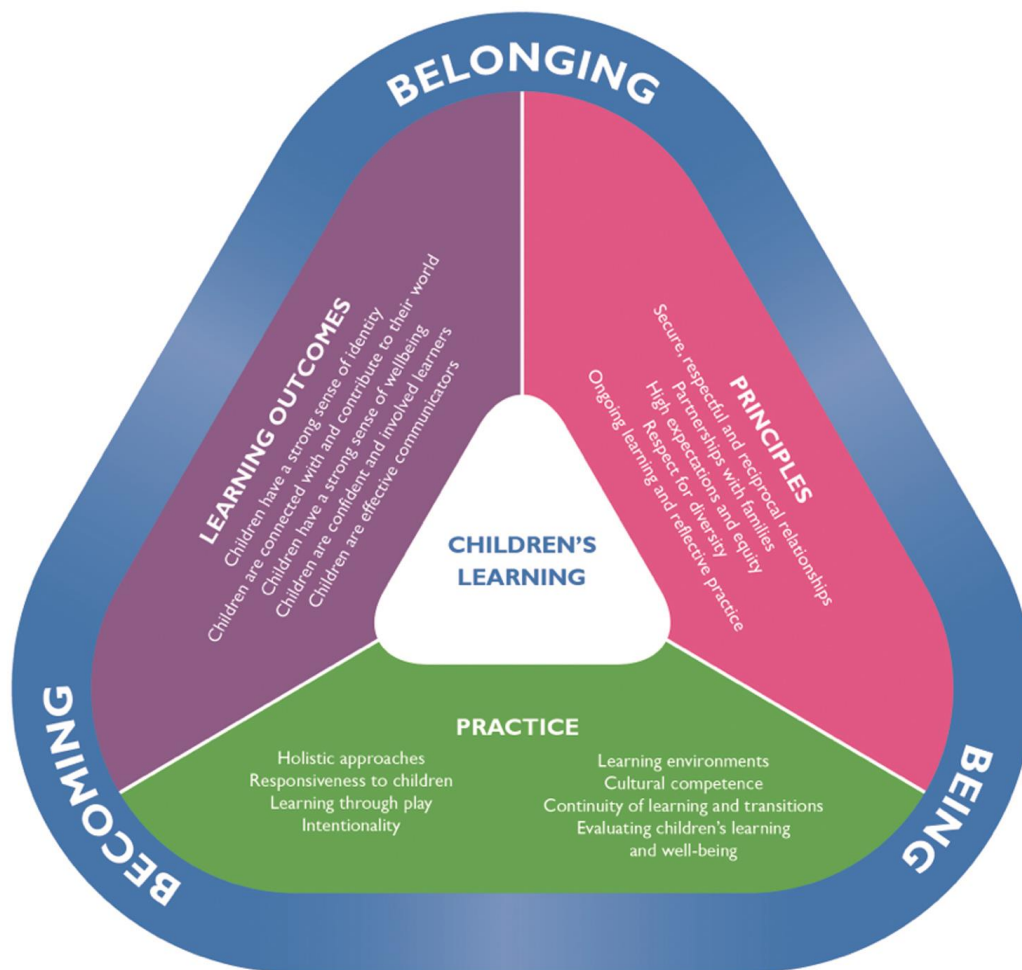 BELONGING
LEARNING OUTCOMES
Children have a strong sense of identity
Children are connected with and contribute to their world
Children have a strong sense of wellbeing
Children are confident and involved learners
Children are effective communicators
PRINCIPLES
Secure, respectful and reciprocal relationships
Partnerships with families
High expectations and equity
Respect for diversity
Ongoing learning and reflective practice
CHILDREN'S
LEARNING
PRACTICE
Holistic approaches
Responsiveness to children
Learning through play
Intentionality
Learning environments
Cultural competence
Continuity of learning and transitions
Evaluating children's learning
and well-being
BECOMING
BEING